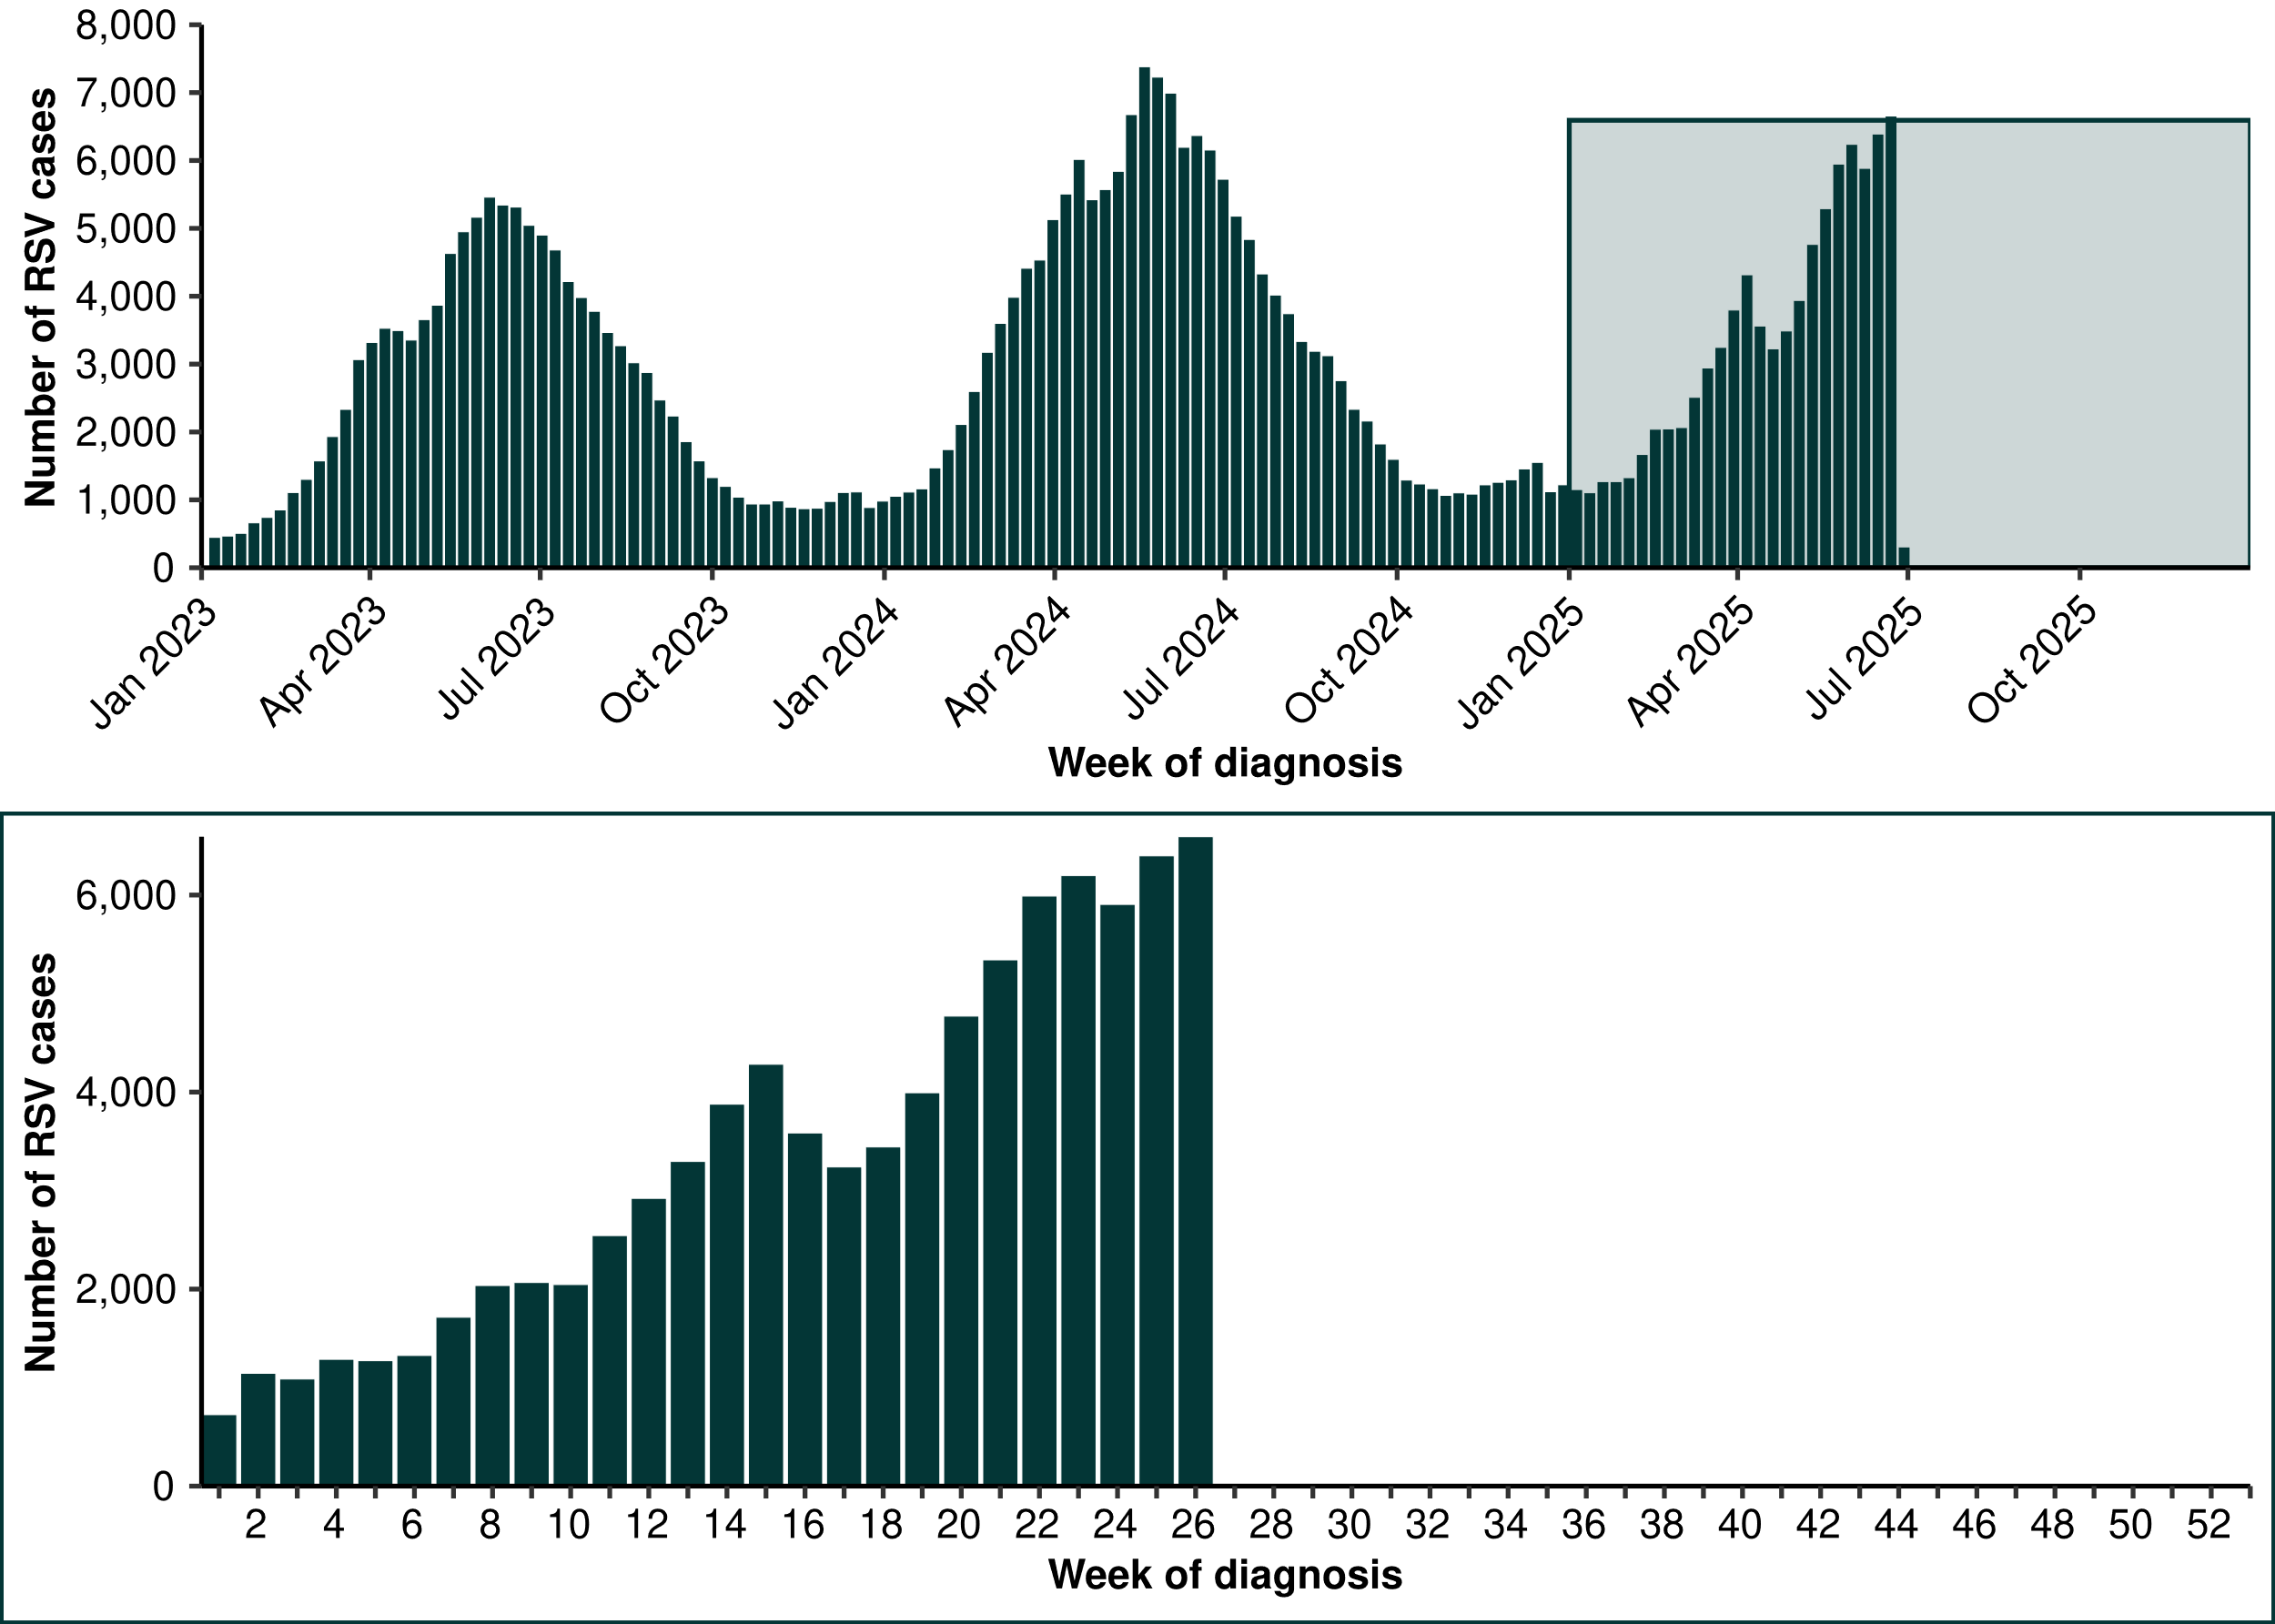 Number of RSV cases
8,000
7,000
6,000
5,000
4,000
3,000
2,000
1,000
0
Jan 2023
Apr 2023
Jul 2023
Oct 2023
Jan 2024
Apr 2024
Jul 2024
Oct 2024
Jan 2025
Apr 2025
Jul 2025
Oct 2025
Week of diagnosis
Number of RSV cases
6,000
4,000
2,000
0
2 4 6 8 10 12 14 16 18 20 22 24 26 28 30 32 34 36 38 40 42 44 46 48 50 52
Week of diagnosis